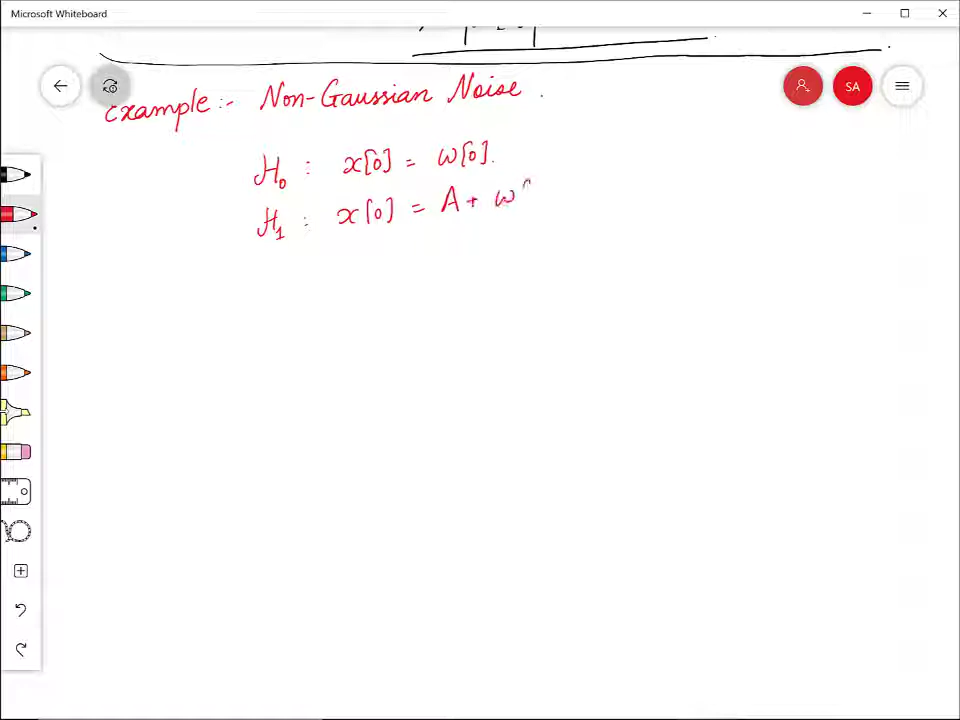 Microsoft Whiteboard
Example:- Non-Gaussian Noise.
H₀ : x[0] = w[0].
SA
H₁ : x[0] = A + w